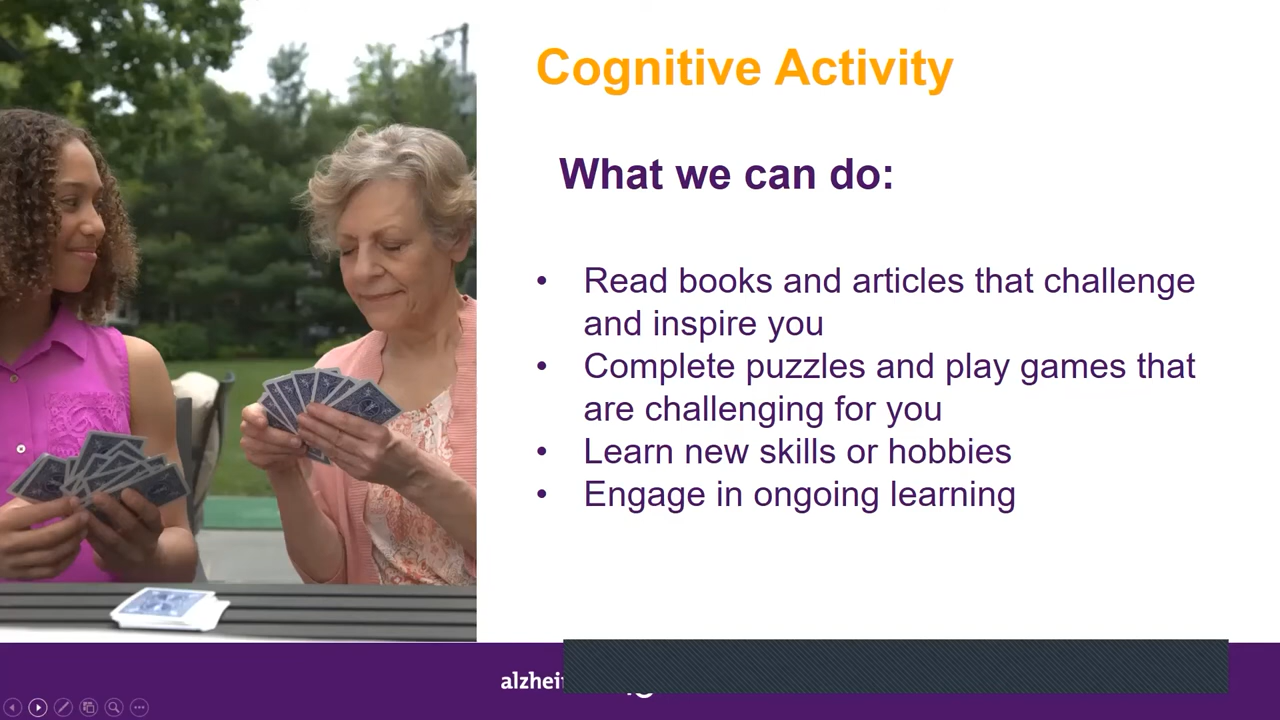 Cognitive Activity
What we can do:
• Read books and articles that challenge
and inspire you
• Complete puzzles and play games that
are challenging for you
• Learn new skills or hobbies
• Engage in ongoing learning